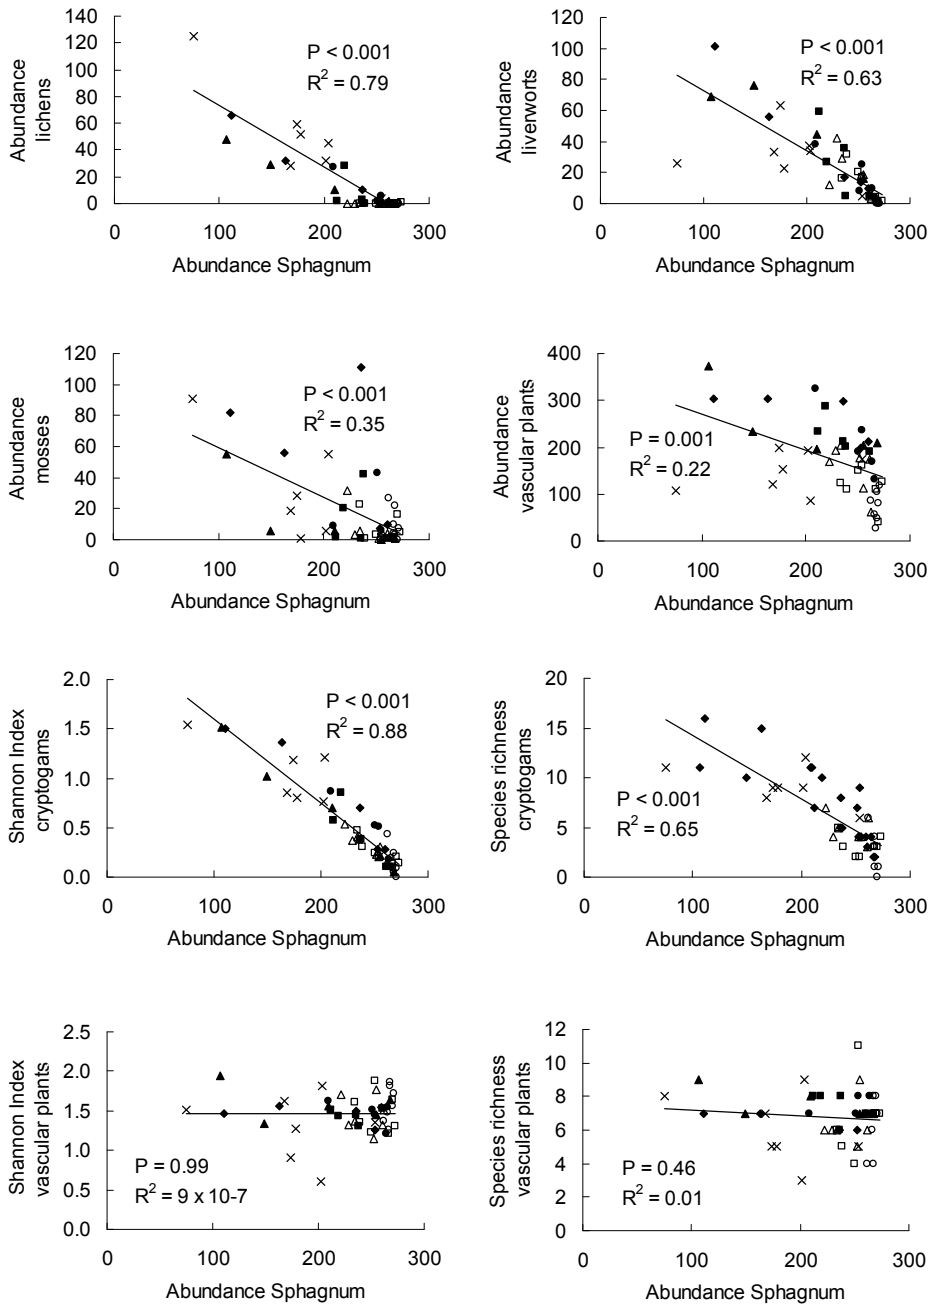 140
120
100
80
60
40
20
0
0 100 200 300
Abundance
lichens
P < 0.001
R² = 0.79
Abundance Sphagnum
120
100
80
60
40
20
0
0 100 200 300
Abundance
liverworts
P < 0.001
R² = 0.63
Abundance Sphagnum
120
100
80
60
40
20
0
0 100 200 300
Abundance
mosses
P < 0.001
R² = 0.35
Abundance Sphagnum
400
300
200
100
0
0 100 200 300
Abundance
vascular plants
P = 0.001
R² = 0.22
Abundance Sphagnum
2.0
1.5
1.0
0.5
0.0
0 100 200 300
Shannon Index
cryptogams
P < 0.001
R² = 0.88
Abundance Sphagnum
20
15
10
5
0
0 100 200 300
Species richness
cryptogams
P < 0.001
R² = 0.65
Abundance Sphagnum
2.5
2.0
1.5
1.0
0.5
0.0
0 100 200 300
Shannon Index
vascular plants
P = 0.99
R² = 9 x 10-7
Abundance Sphagnum
12
10
8
6
4
2
0
0 100 200 300
Species richness
vascular plants
P = 0.46
R² = 0.01
Abundance Sphagnum